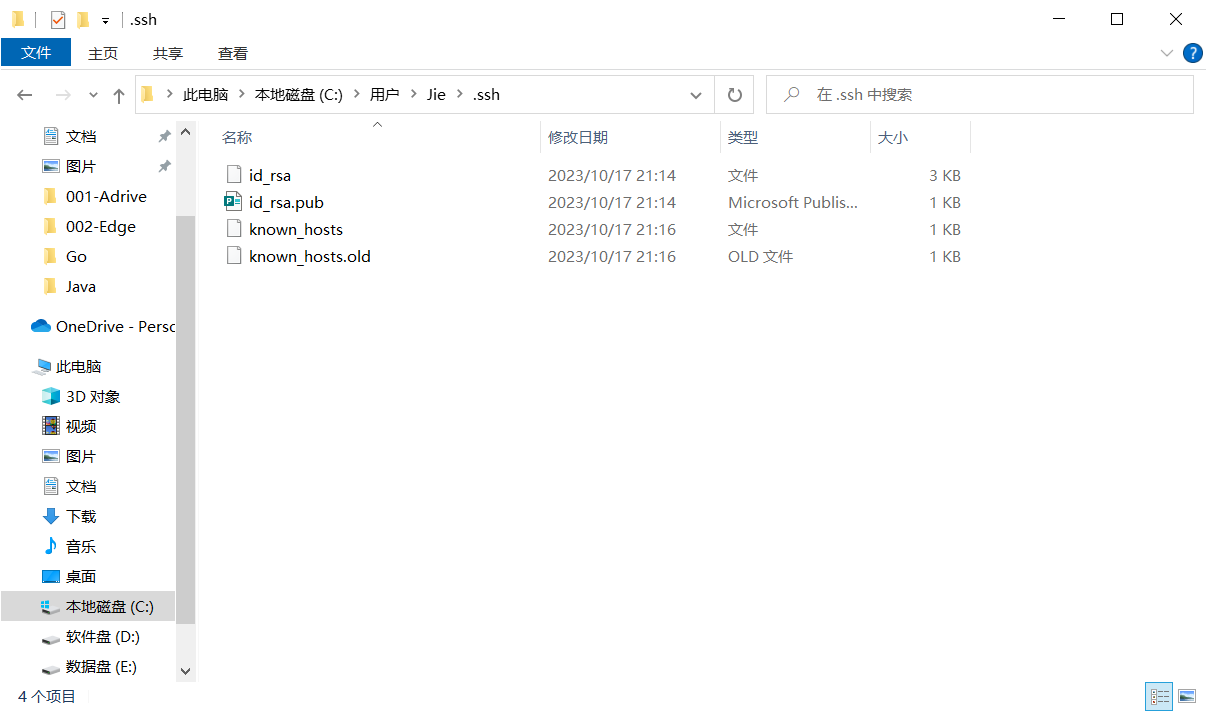 .ssh
文件 主页 共享 查看
此电脑 本地磁盘 (C:) 用户 Jie .ssh
在 .ssh 中搜索
文档
图片
001-Adrive
002-Edge
Go
Java
OneDrive - Perso
此电脑
3D 对象
视频
图片
文档
下载
音乐
桌面
本地磁盘 (C:)
软件盘 (D:)
数据盘 (E:)
名称 修改日期 类型 大小
id_rsa 2023/10/17 21:14 文件 3 KB
id_rsa.pub 2023/10/17 21:14 Microsoft Publis... 1 KB
known_hosts 2023/10/17 21:16 文件 1 KB
known_hosts.old 2023/10/17 21:16 OLD 文件 1 KB
4 个项目